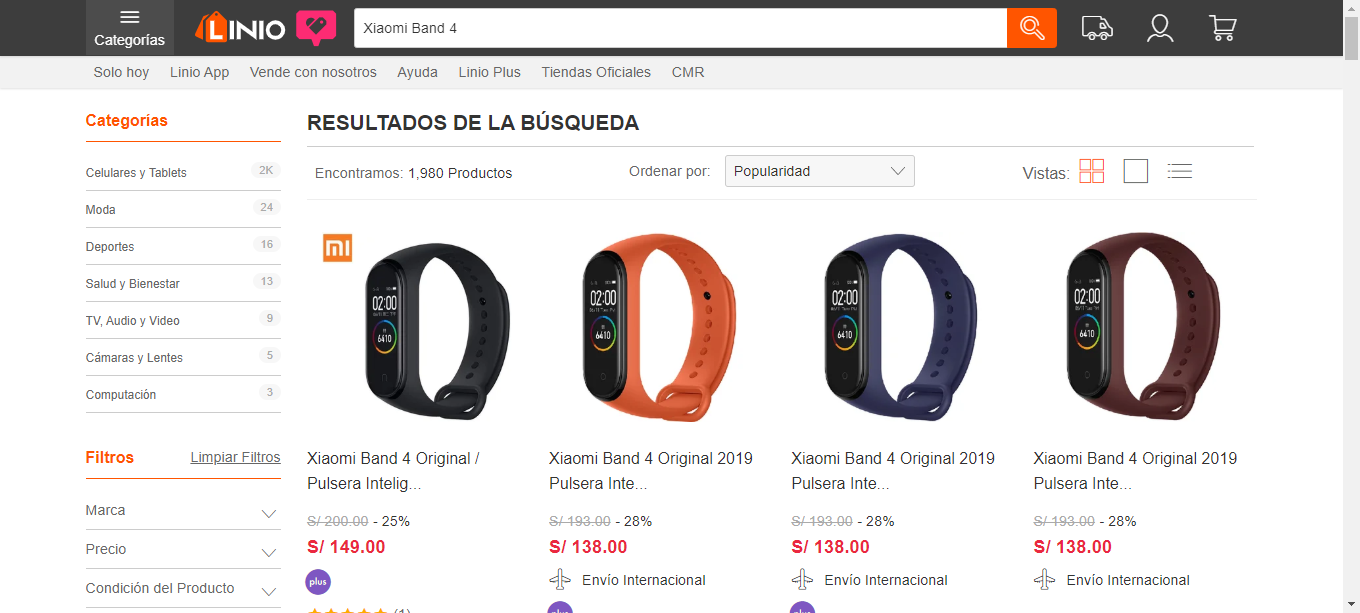 Categorías
LINIO
Xiaomi Band 4
Solo hoy Linio App Vende con nosotros Ayuda Linio Plus Tiendas Oficiales CMR
Categorías
Celulares y Tablets 2K
Moda 24
Deportes 16
Salud y Bienestar 13
TV, Audio y Video 9
Cámaras y Lentes 5
Computación 3
Filtros Limpiar Filtros
Marca
Precio
Condición del Producto
RESULTADOS DE LA BÚSQUEDA
Encontramos: 1,980 Productos
Ordenar por: Popularidad
Vistas:
mi
02:00
6410
Xiaomi Band 4 Original /
Pulsera Intelig...
S/ 200.00 - 25%
S/ 149.00
plus
(1)
02:00
6410
Xiaomi Band 4 Original 2019
Pulsera Inte...
S/ 193.00 - 28%
S/ 138.00
Envío Internacional
plus
02:00
6410
Xiaomi Band 4 Original 2019
Pulsera Inte...
S/ 193.00 - 28%
S/ 138.00
Envío Internacional
plus
02:00
6410
Xiaomi Band 4 Original 2019
Pulsera Inte...
S/ 193.00 - 28%
S/ 138.00
Envío Internacional